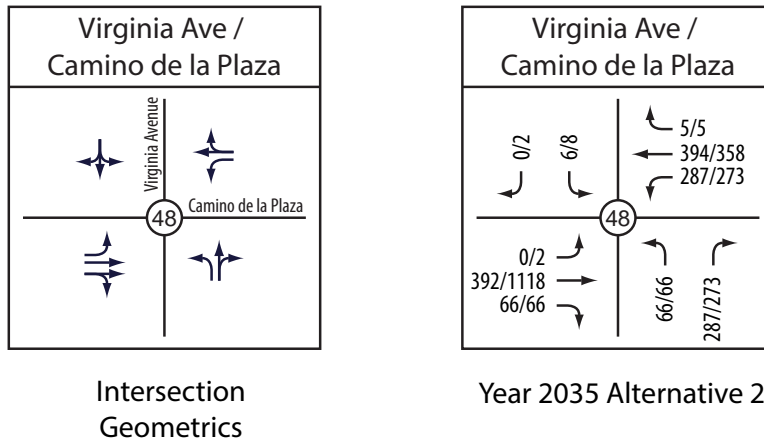 Virginia Ave /
Camino de la Plaza
Virginia Avenue
Camino de la Plaza
48
Intersection
Geometrics
Virginia Ave /
Camino de la Plaza
0/2
6/8
5/5
394/358
287/273
48
0/2
392/1118
66/66
66/66
287/273
Year 2035 Alternative 2